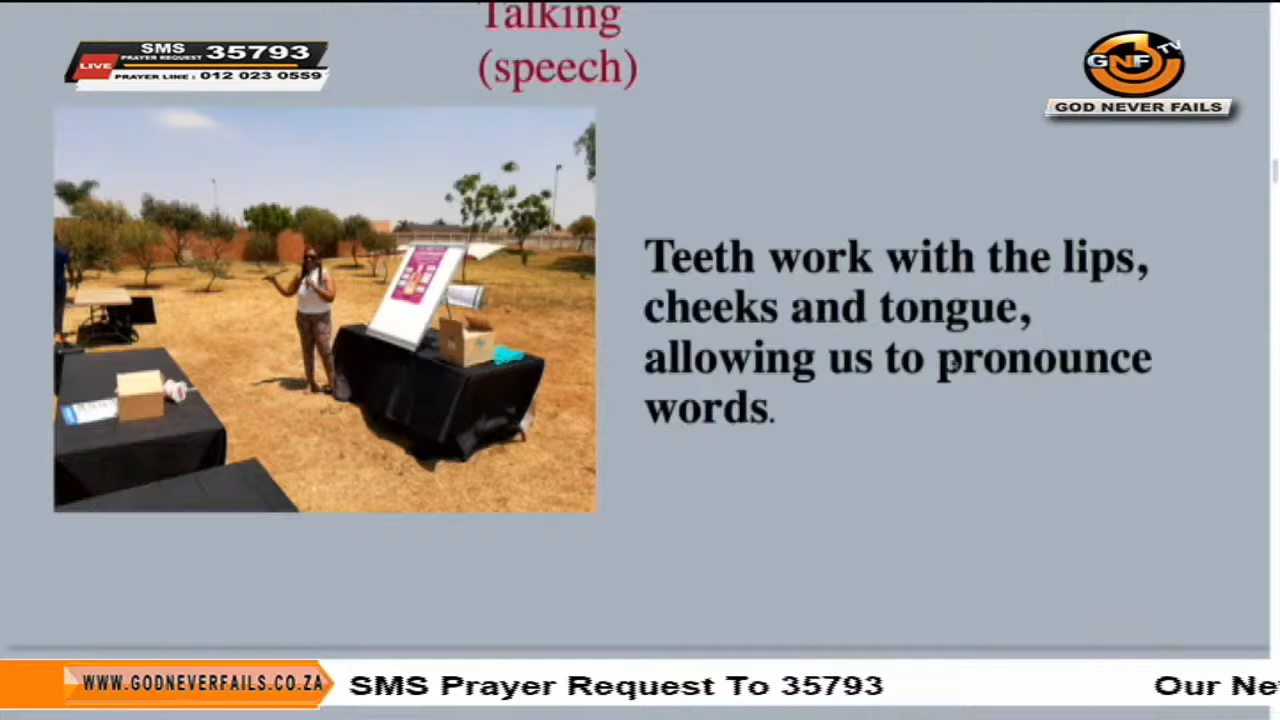 Talking
(speech)
SMS
PRAYER REQUEST
35793
LIVE
PRAYER LINE : 012 023 0559
GNF TV
GOD NEVER FAILS
Teeth work with the lips,
cheeks and tongue,
allowing us to pronounce
words.
WWW.GODNEVERFAILS.CO.ZA
SMS Prayer Request To 35793
Our Ne